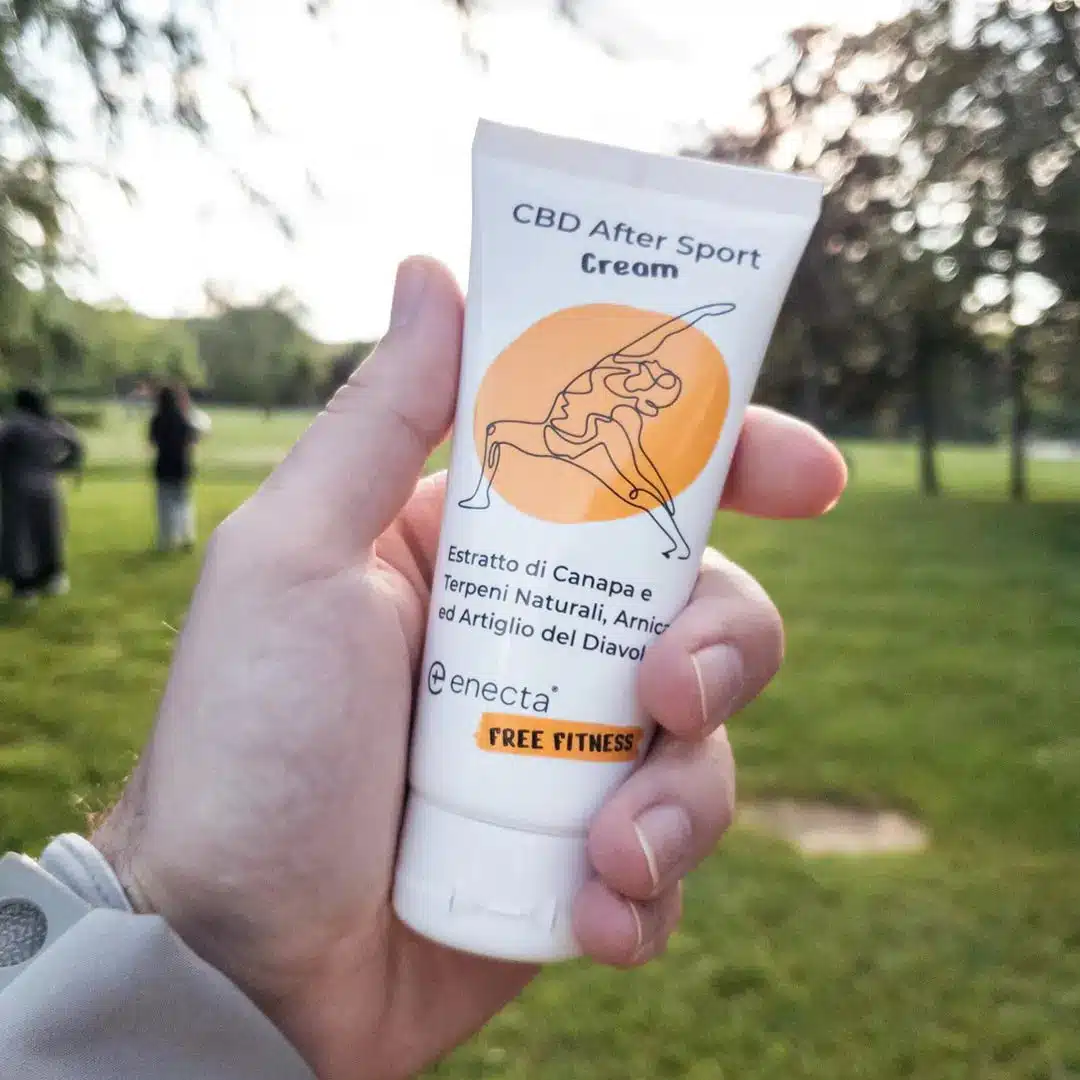 CBD After Sport
Cream
Estratto di Canapa e
Terpeni Naturali, Arnic
ed Artiglio del Diavol
enecta®
FREE FITNESS